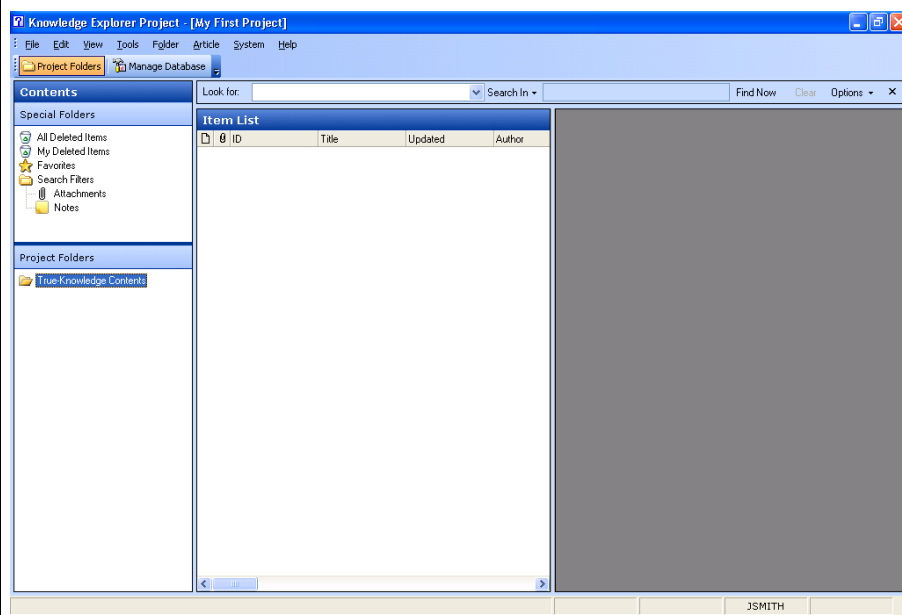 Knowledge Explorer Project - [My First Project]
File Edit View Tools Folder Article System Help
Project Folders Manage Database
Contents
Look for: Search In Find Now Clear Options
Special Folders
All Deleted Items
My Deleted Items
Favorites
Search Filters
Attachments
Notes
Project Folders
True-Knowledge Contents
Item List
ID Title Updated Author
JSMITH